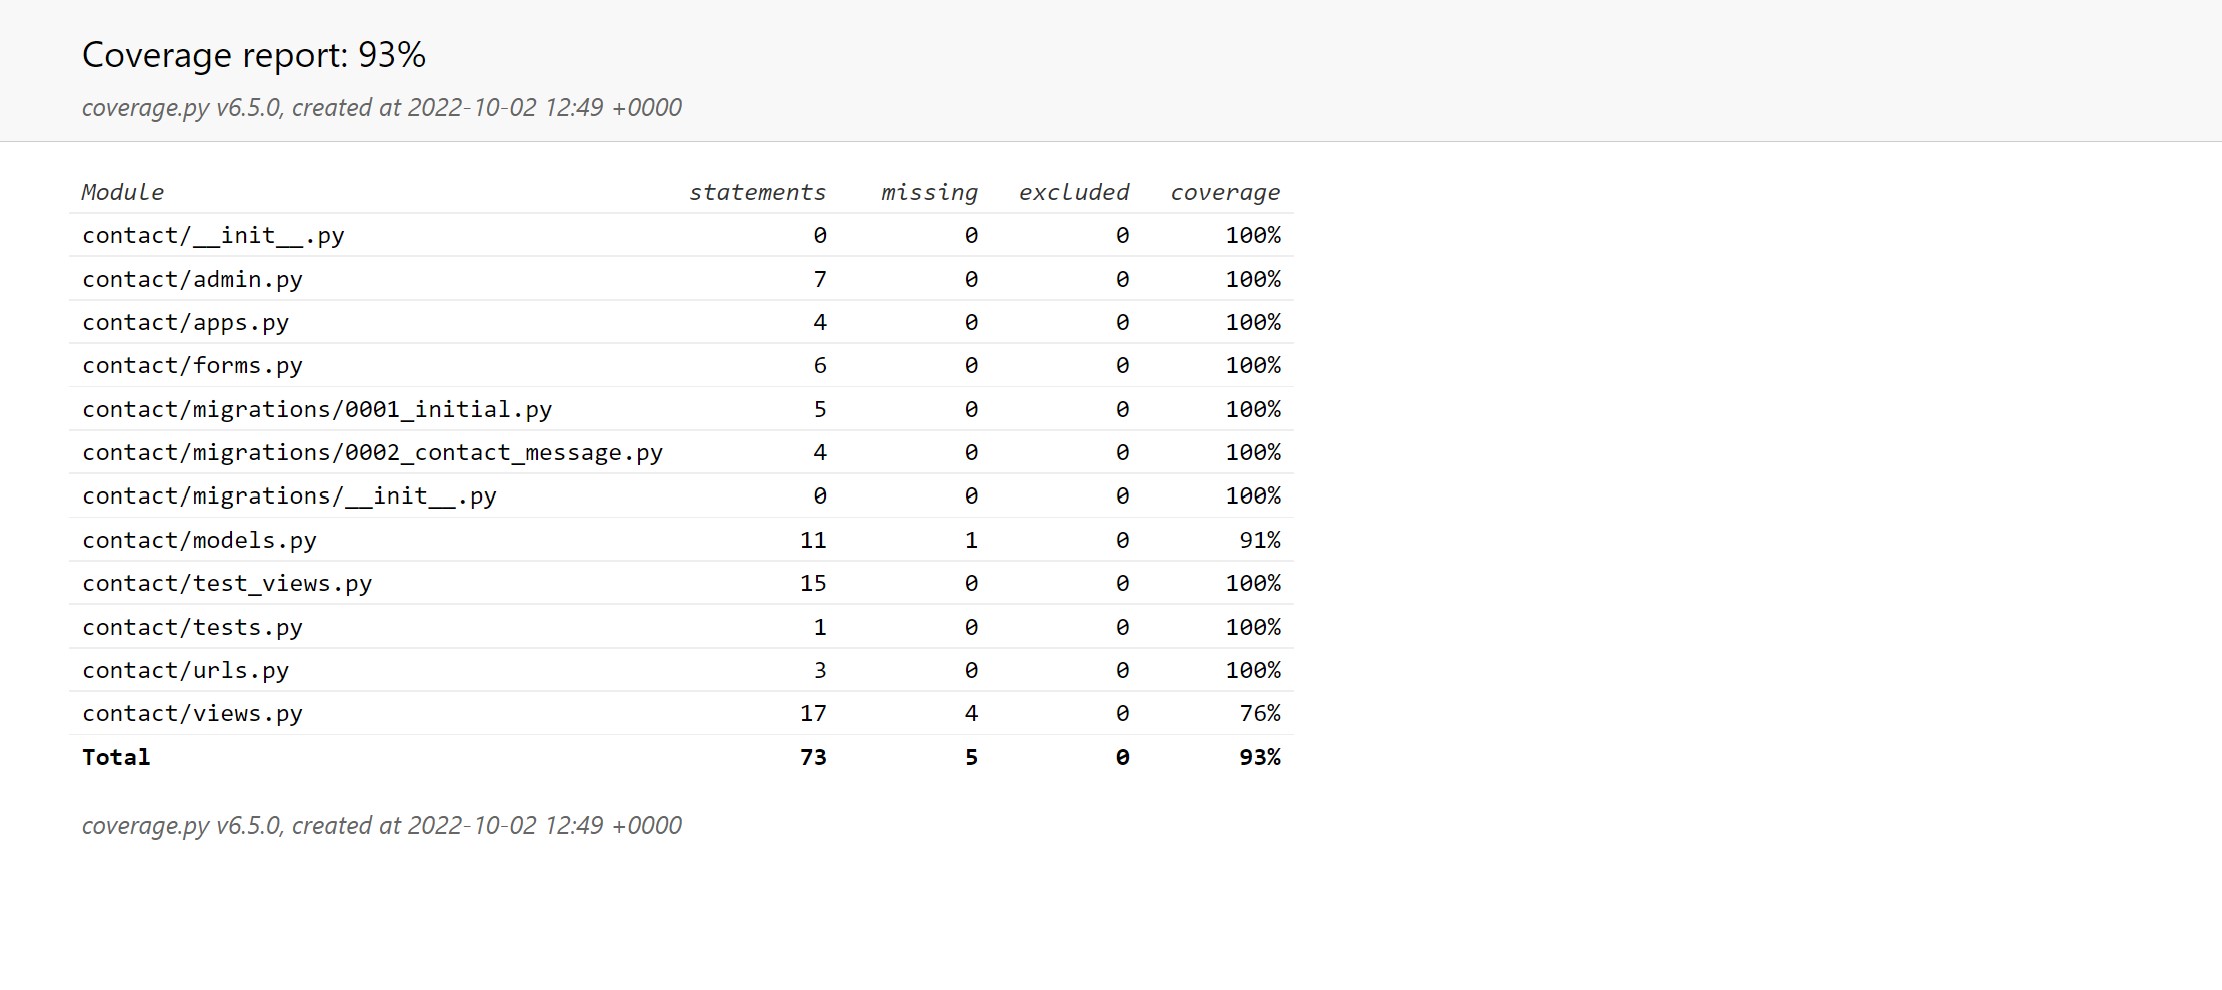 Coverage report: 93%
coverage.py v6.5.0, created at 2022-10-02 12:49 +0000
Module statements missing excluded coverage
contact/__init__.py 0 0 0 100%
contact/admin.py 7 0 0 100%
contact/apps.py 4 0 0 100%
contact/forms.py 6 0 0 100%
contact/migrations/0001_initial.py 5 0 0 100%
contact/migrations/0002_contact_message.py 4 0 0 100%
contact/migrations/__init__.py 0 0 0 100%
contact/models.py 11 1 0 91%
contact/test_views.py 15 0 0 100%
contact/tests.py 1 0 0 100%
contact/urls.py 3 0 0 100%
contact/views.py 17 4 0 76%
Total 73 5 0 93%
coverage.py v6.5.0, created at 2022-10-02 12:49 +0000